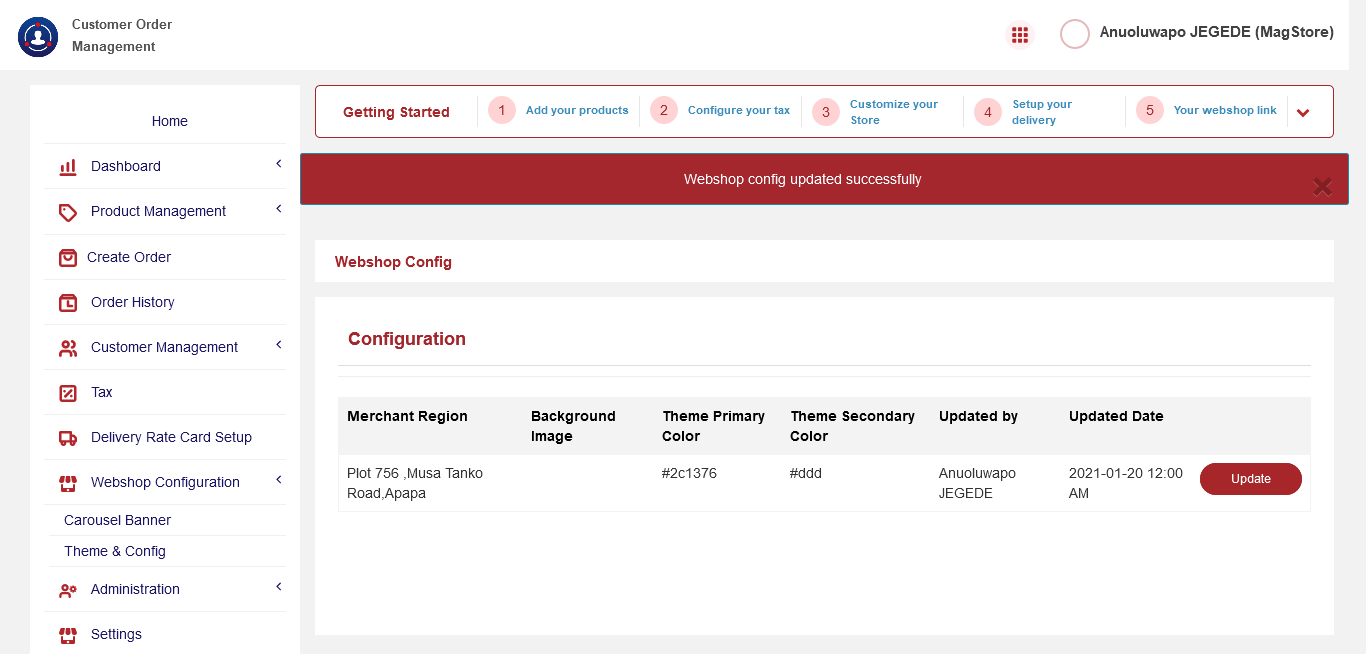 Customer Order
Management
Anuoluwapo JEGEDE (MagStore)
Home
Dashboard
Product Management
Create Order
Order History
Customer Management
Tax
Delivery Rate Card Setup
Webshop Configuration
Carousel Banner
Theme & Config
Administration
Settings
Getting Started
1 Add your products
2 Configure your tax
3 Customize your
Store
4 Setup your
delivery
5 Your webshop link
Webshop config updated successfully
Webshop Config
Configuration
Merchant Region Background Theme Primary Theme Secondary Updated by Updated Date
Image Color Color
Plot 756 ,Musa Tanko #2c1376 #ddd Anuoluwapo 2021-01-20 12:00 Update
Road,Apapa JEGEDE AM